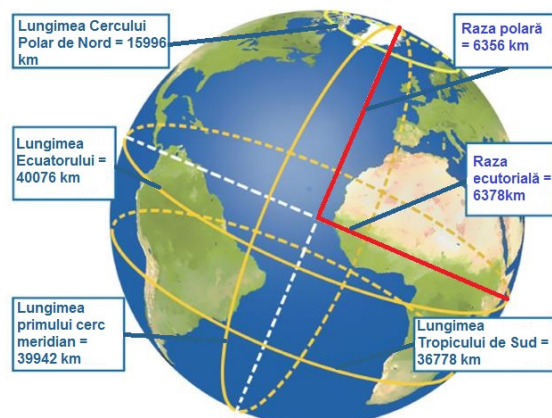 Lungimea Cercului
Polar de Nord = 15996
km
Raza polară
= 6356 km
Lungimea
Ecuatorului =
40076 km
Raza
ecutorială =
6378km
Lungimea
primului cerc
meridian =
39942 km
Lungimea
Tropicului de Sud =
36778 km